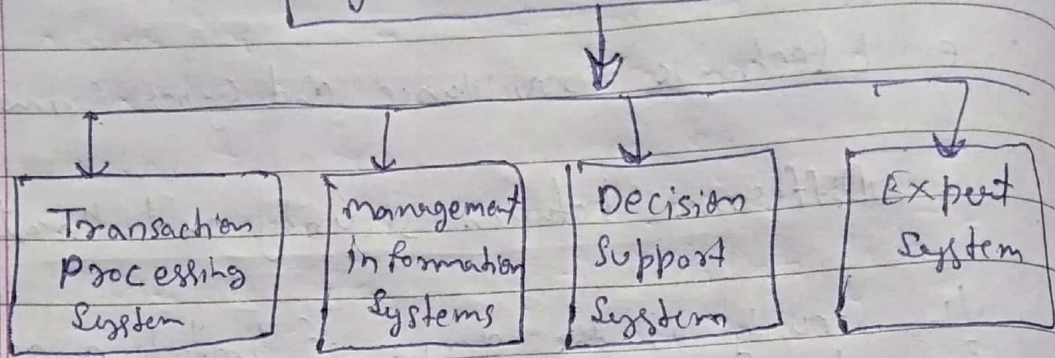 Transaction
processing
System
management
information
Systems
Decision
Support
System
Expert
System